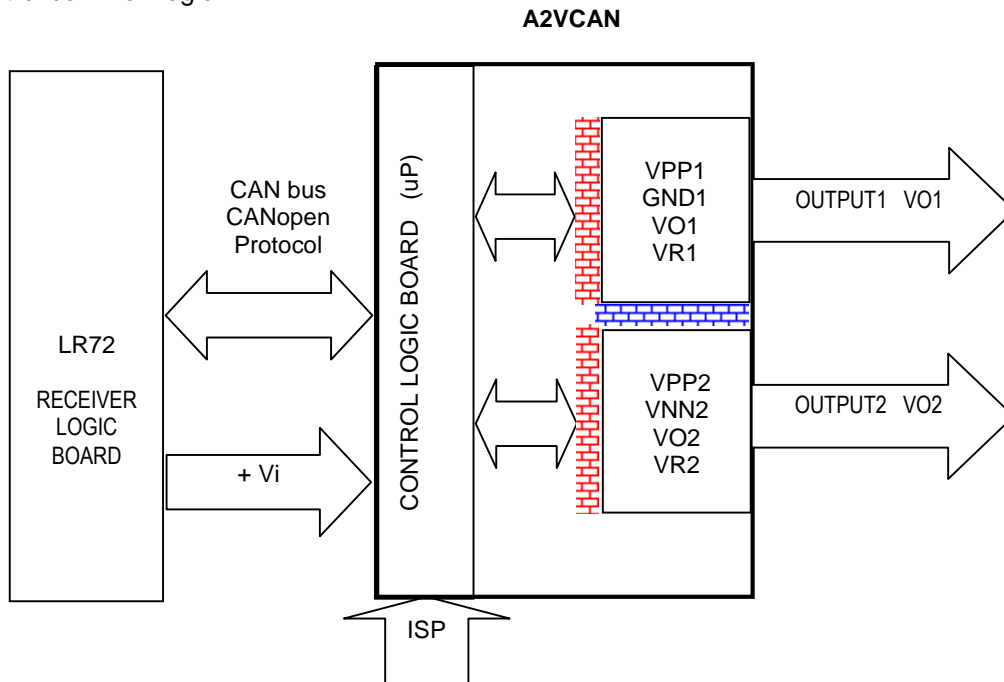 A2VCAN
CAN bus
CANopen
Protocol
LR72
RECEIVER
LOGIC
BOARD
+ Vi
CONTROL LOGIC BOARD (uP)
VPP1
GND1
VO1
VR1
OUTPUT1 VO1
VPP2
VNN2
VO2
VR2
OUTPUT2 VO2
ISP